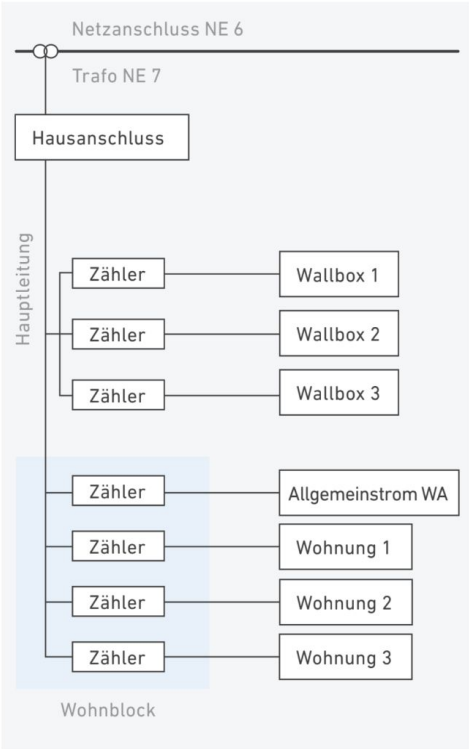 Netzanschluss NE 6
Trafo NE 7
Hausanschluss
Hauptleitung
Zähler
Wallbox 1
Zähler
Wallbox 2
Zähler
Wallbox 3
Zähler
Allgemeinstrom WA
Zähler
Wohnung 1
Zähler
Wohnung 2
Zähler
Wohnung 3
Wohnblock